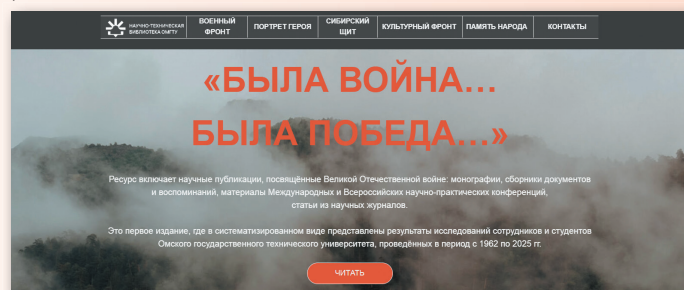 НАУЧНО-ТЕХНИЧЕСКАЯ
БИБЛИОТЕКА ОМГТУ
ВОЕННЫЙ
ФРОНТ
ПОРТРЕТ ГЕРОЯ
СИБИРСКИЙ
ЩИТ
КУЛЬТУРНЫЙ ФРОНТ
ПАМЯТЬ НАРОДА
КОНТАКТЫ
«БЫЛА ВОЙНА...
БЫЛА ПОБЕДА...»
Ресурс включает научные публикации, посвящённые Великой Отечественной войне: монографии, сборники документов
и воспоминаний, материалы Международных и Всероссийских научно-практических конференций,
статьи из научных журналов.
Это первое издание, где в систематизированном виде представлены результаты исследований сотрудников и студентов
Омского государственного технического университета, проведённых в период с 1962 по 2025 гг.
ЧИТАТЬ